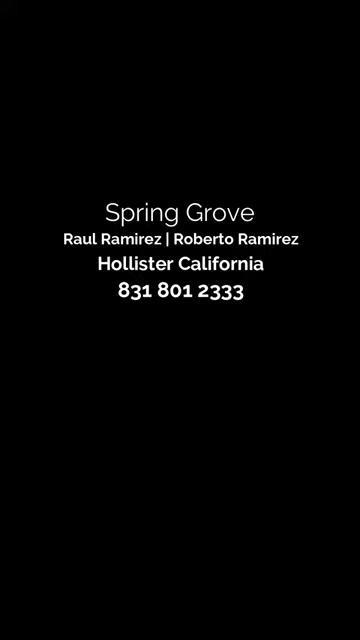 Spring Grove
Raul Ramirez | Roberto Ramirez
Hollister California
831 801 2333